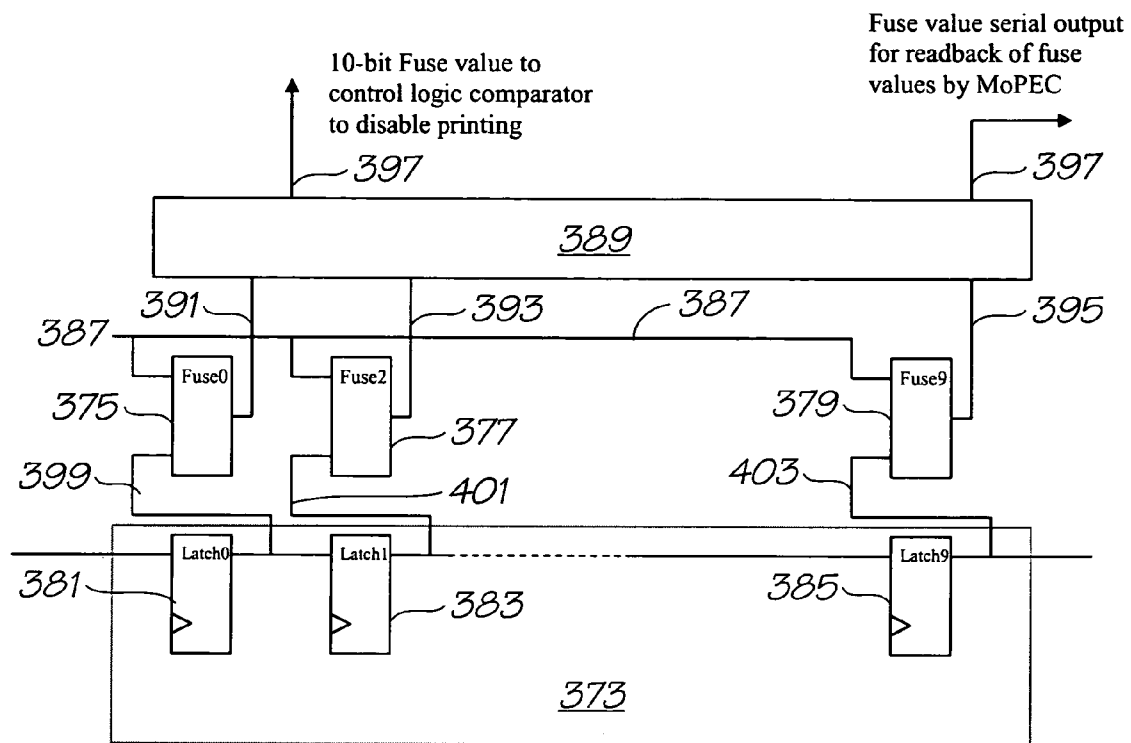 Fuse value serial output
for readback of fuse
values by MoPEC
10-bit Fuse value to
control logic comparator
to disable printing
397
397
389
391
393
387
395
387
Fuse0
Fuse2
Fuse9
375
377
379
399
401
403
Latch0
Latch1
Latch9
381
383
385
373